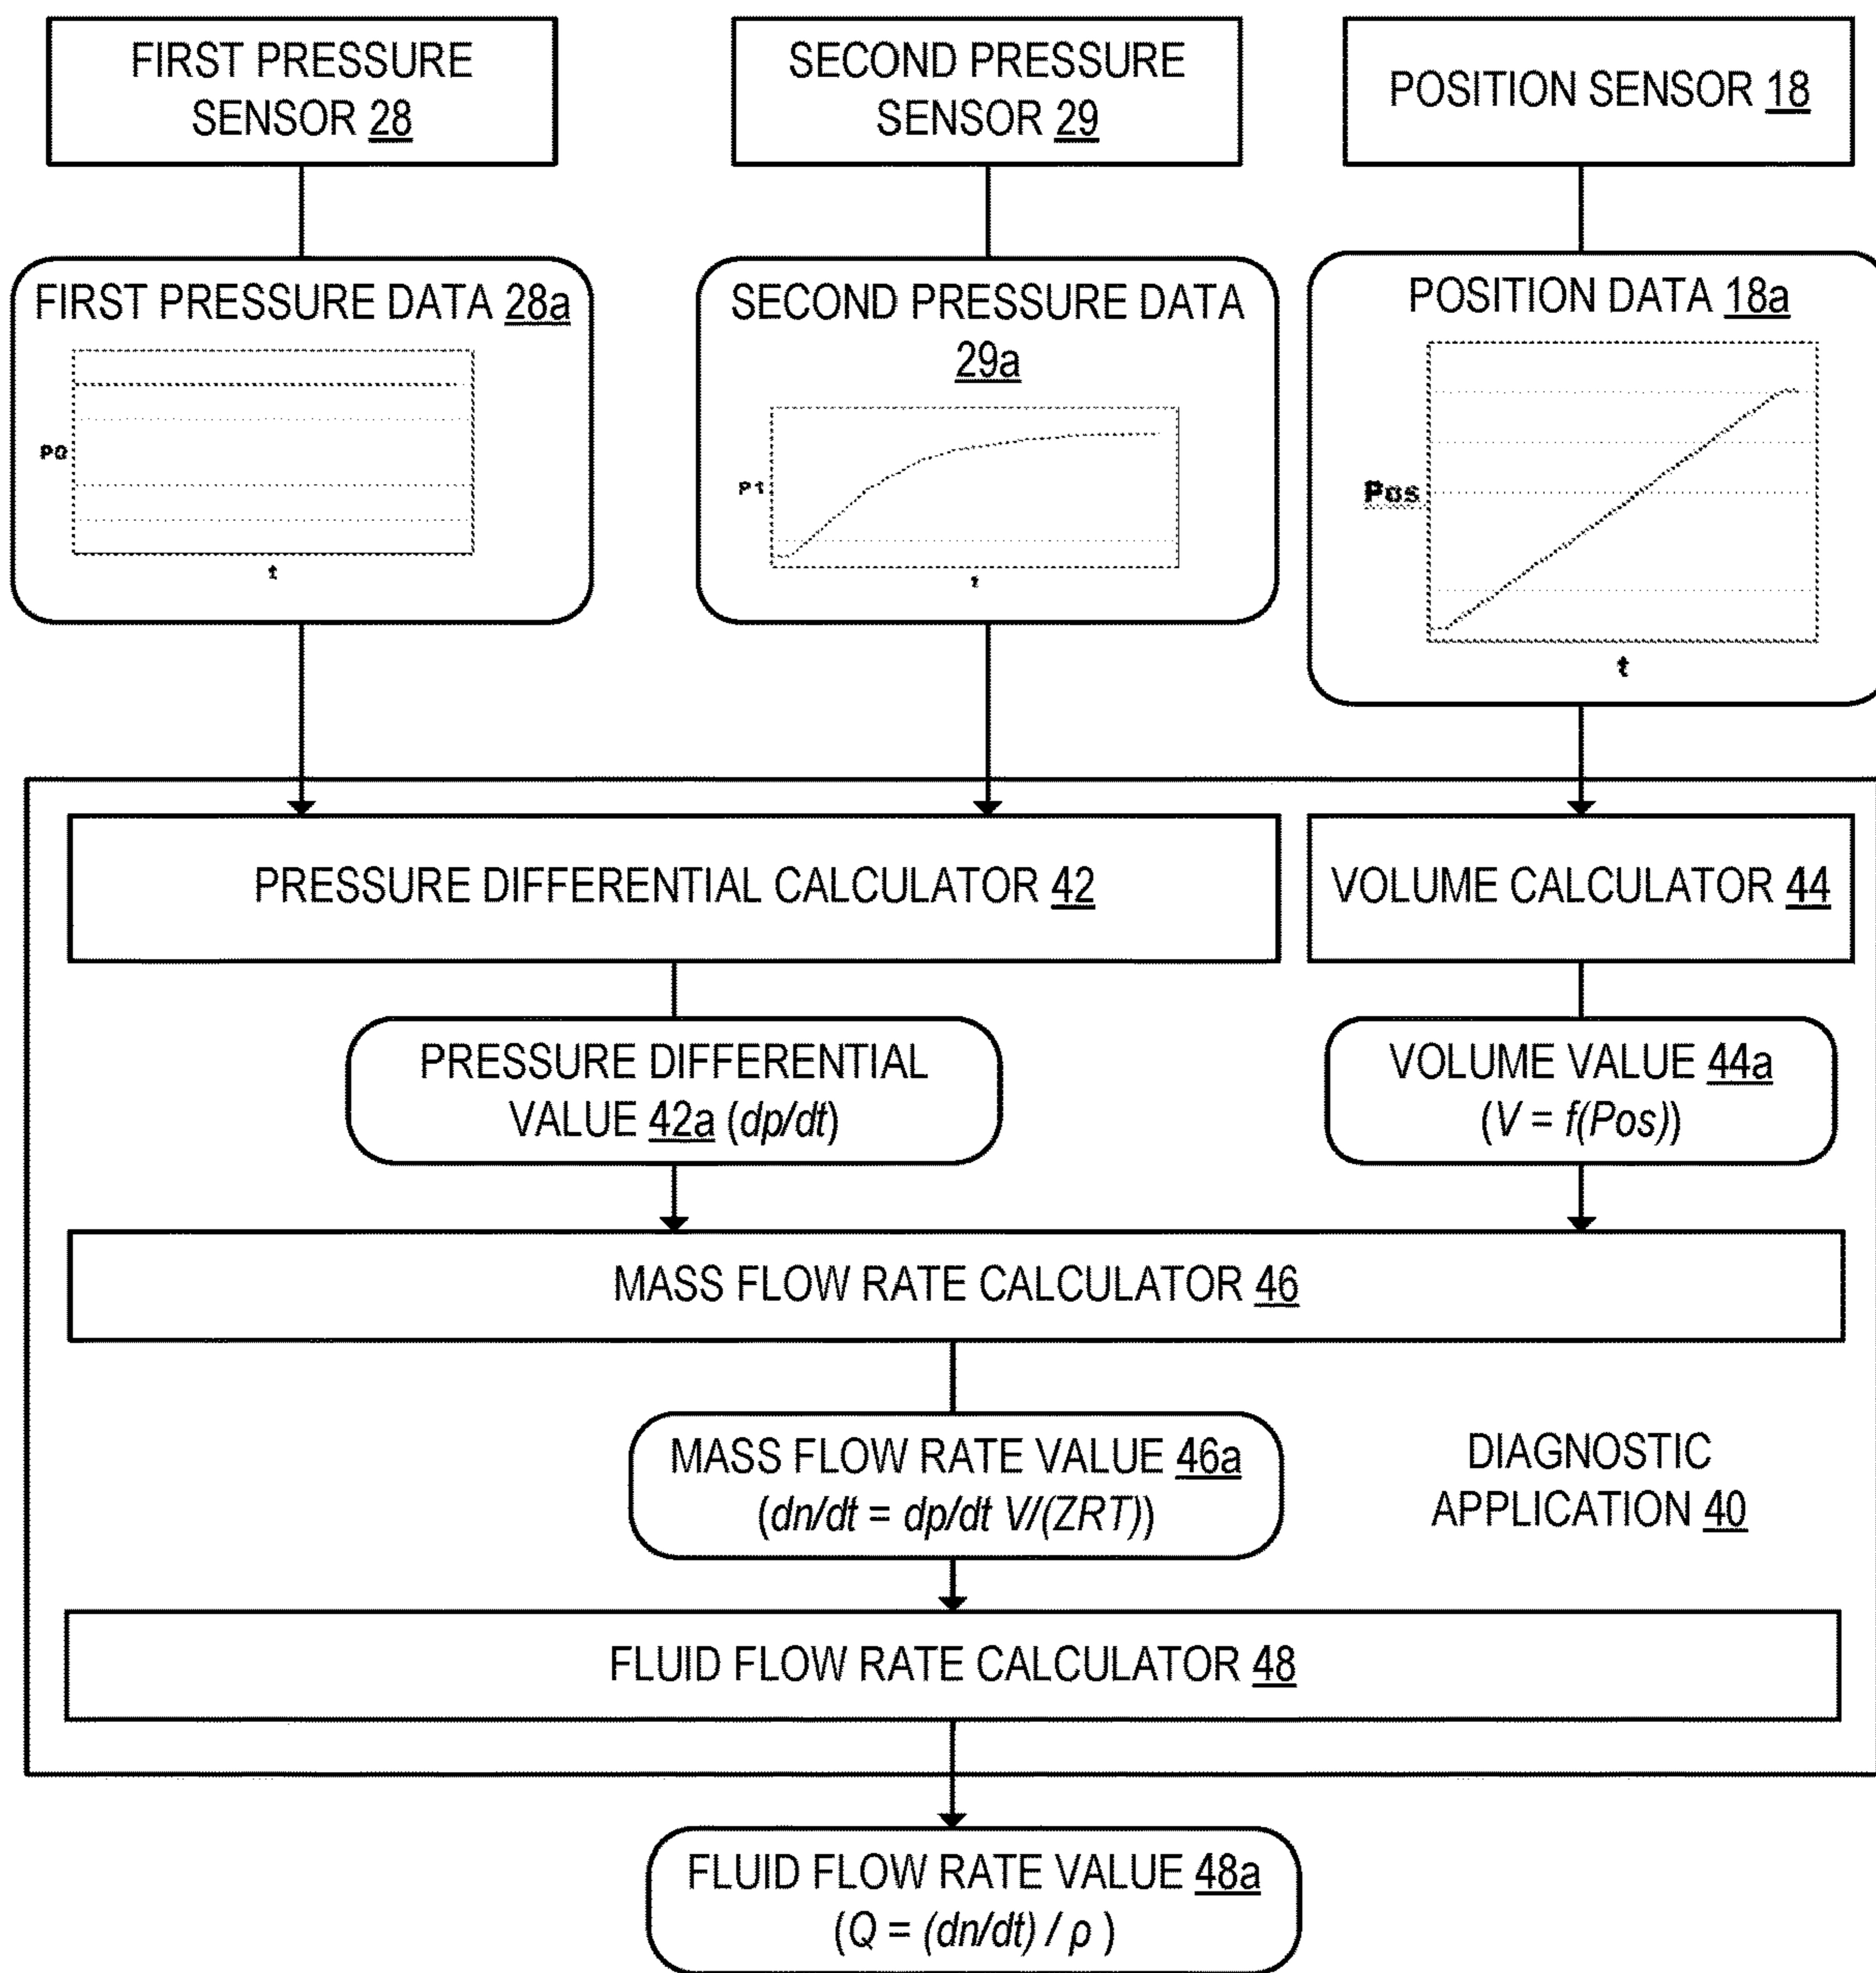 FIRST PRESSURE
SENSOR 28
SECOND PRESSURE
SENSOR 29
POSITION SENSOR 18
FIRST PRESSURE DATA 28a
P0
t
SECOND PRESSURE DATA
29a
P1
t
POSITION DATA 18a
Pos
t
PRESSURE DIFFERENTIAL CALCULATOR 42
VOLUME CALCULATOR 44
PRESSURE DIFFERENTIAL
VALUE 42a (dp/dt)
VOLUME VALUE 44a
(V = f(Pos))
MASS FLOW RATE CALCULATOR 46
MASS FLOW RATE VALUE 46a
(dn/dt = dp/dt V/(ZRT))
DIAGNOSTIC
APPLICATION 40
FLUID FLOW RATE CALCULATOR 48
FLUID FLOW RATE VALUE 48a
(Q = (dn/dt) / ρ )